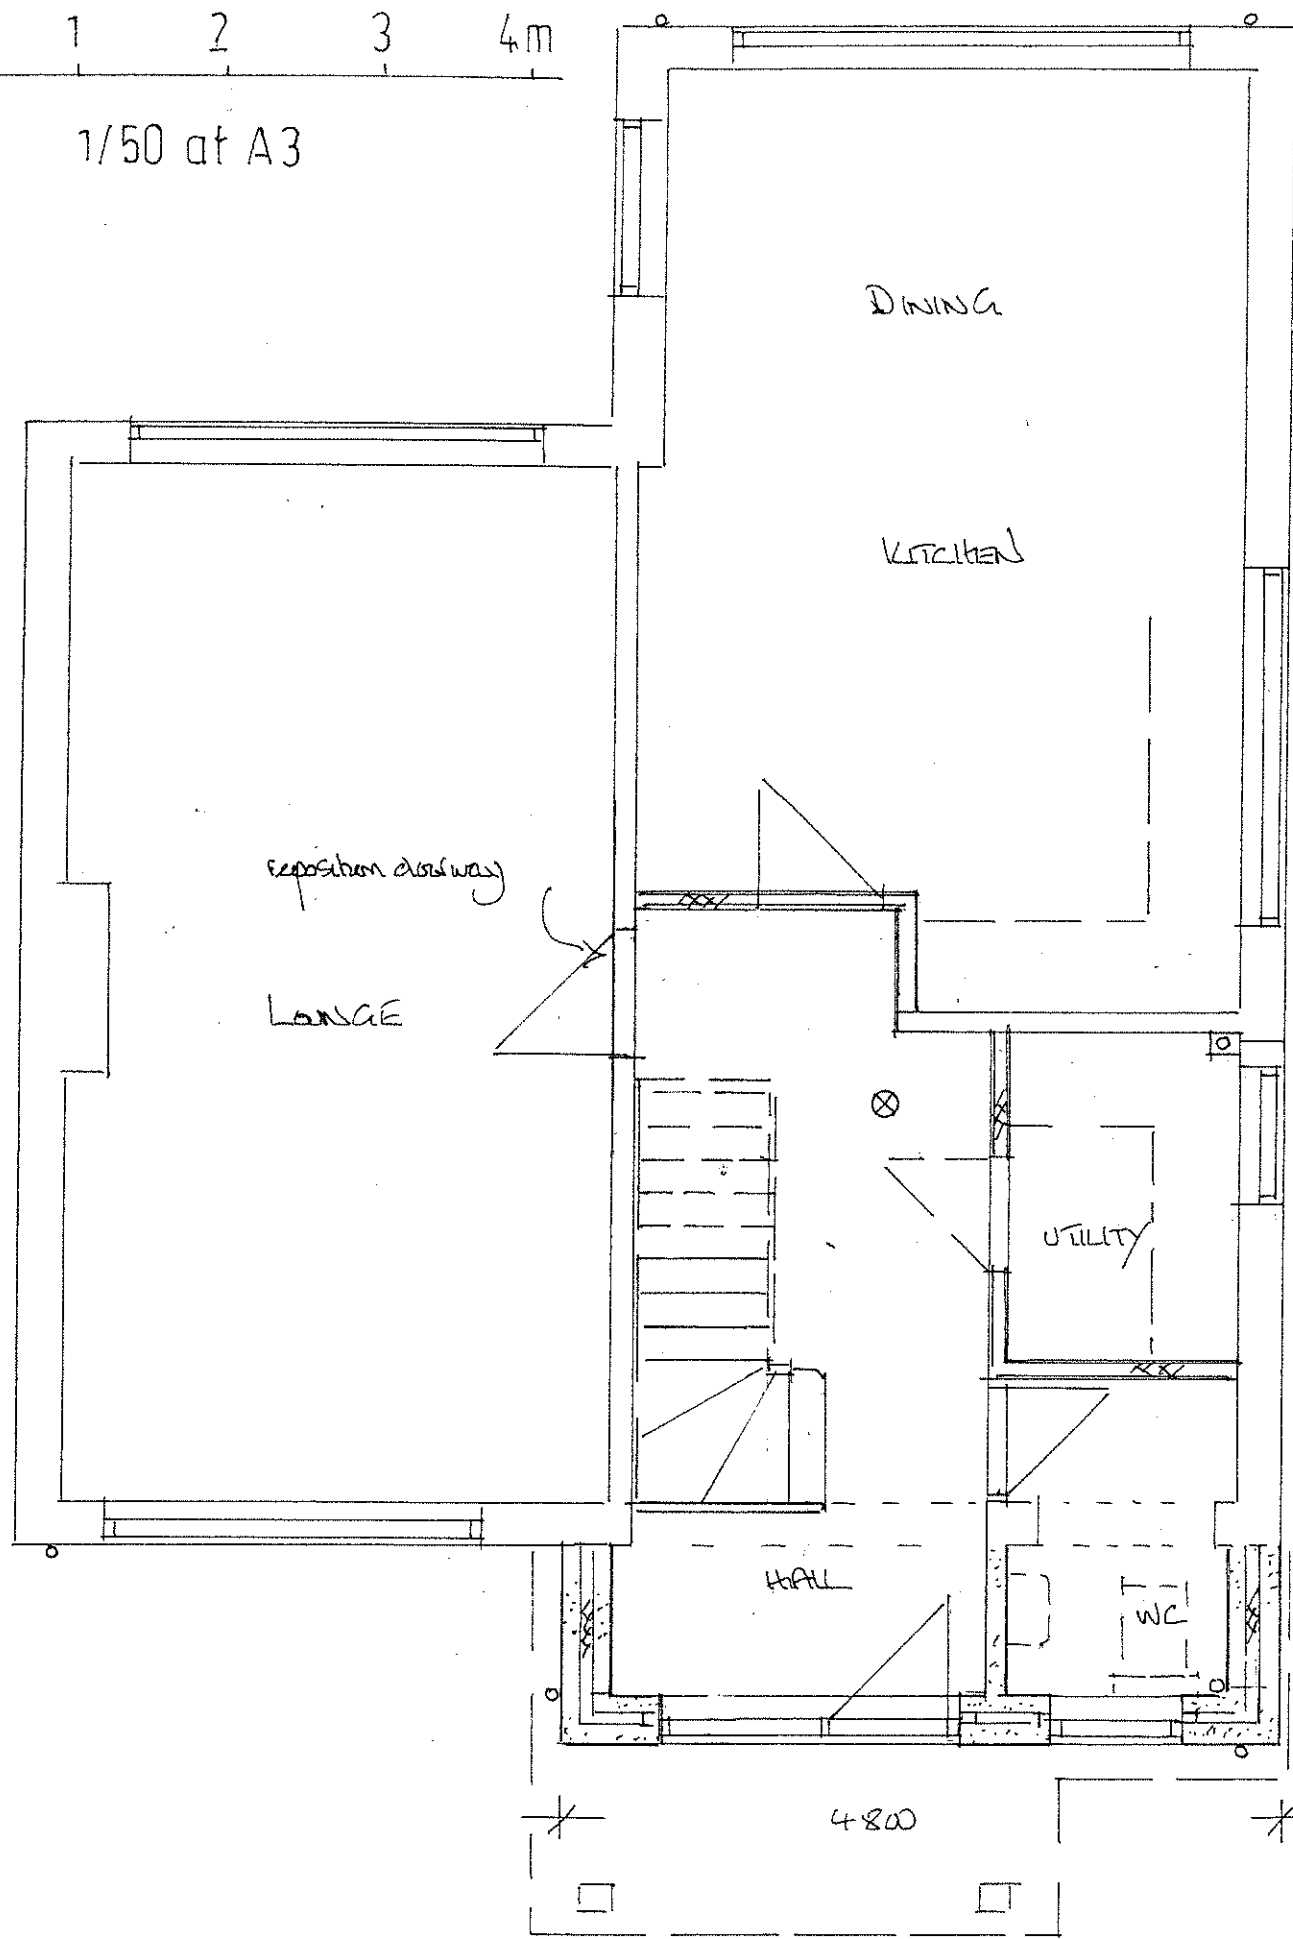 1 2 3 4m
1/50 at A3
DINING
KITCHEN
reposition doorway
LOUNGE
UTILITY
HALL
WC
4800